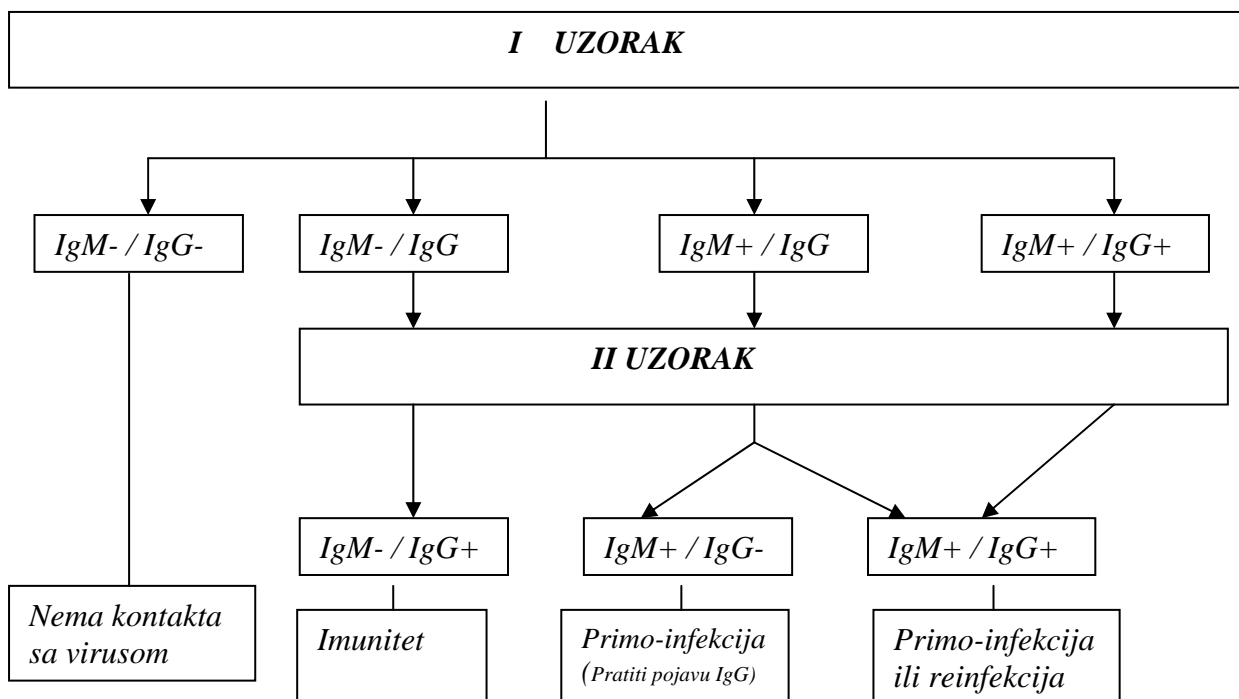 I UZORAK
IgM- / IgG-
IgM- / IgG
IgM+ / IgG
IgM+ / IgG+
II UZORAK
IgM- / IgG+
IgM+ / IgG-
IgM+ / IgG+
Nema kontakta
sa virusom
Imunitet
Primo-infekcija
(Pratiti pojavu IgG)
Primo-infekcija
ili reinfekcija